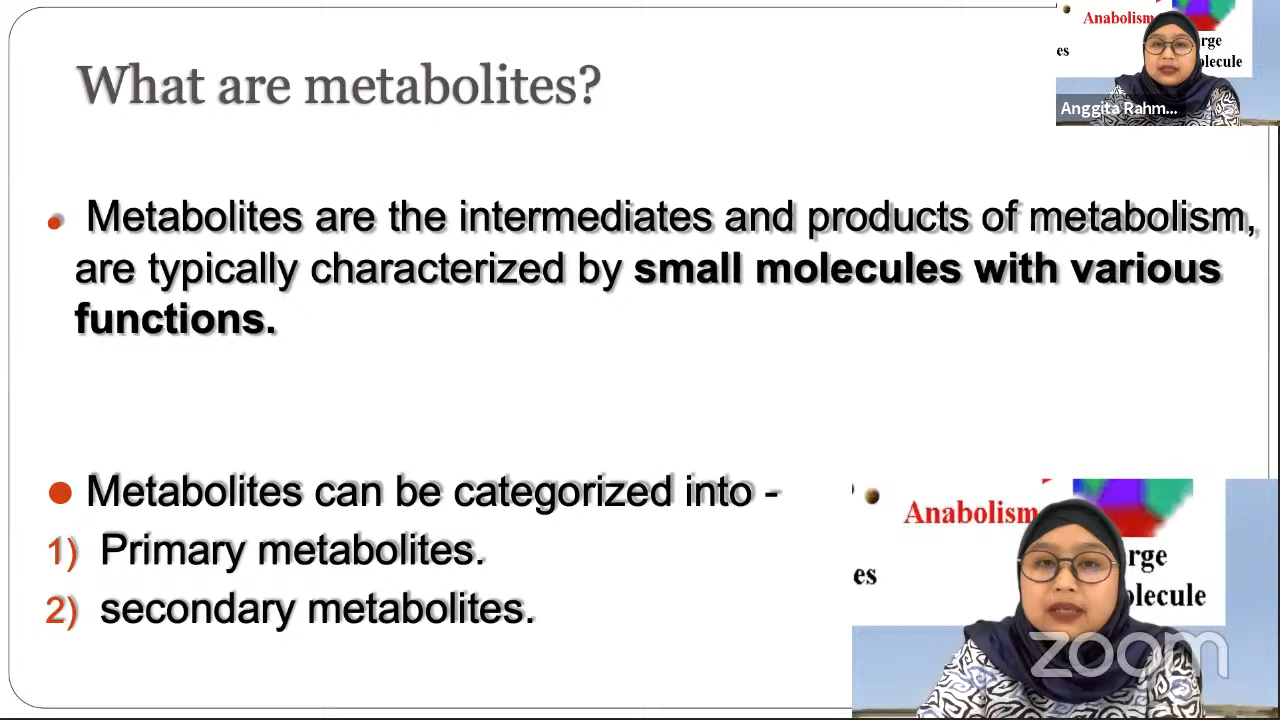 What are metabolites?
Anabolism
es
rge
olecule
Anggita Rahm...
• Metabolites are the intermediates and products of metabolism,
are typically characterized by small molecules with various
functions.
● Metabolites can be categorized into -
1) Primary metabolites.
2) secondary metabolites.
Anabolism
rge
es
olecule
zoom